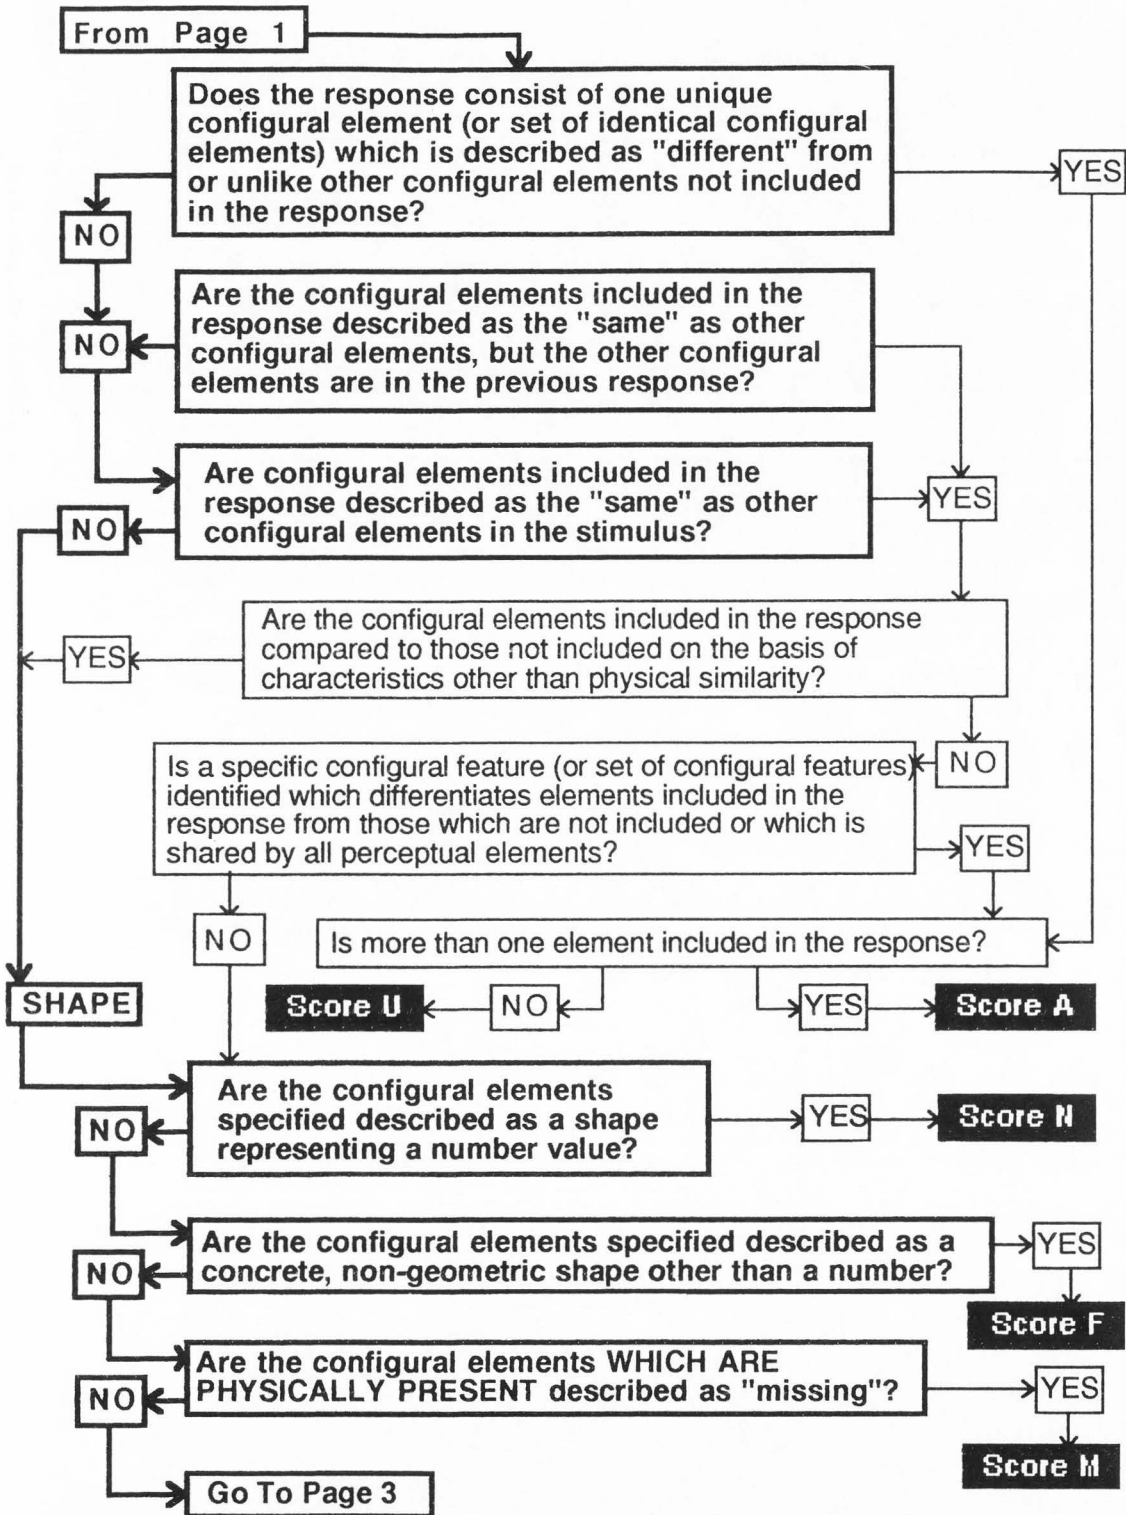 From Page 1
Does the response consist of one unique
configural element (or set of identical configural
elements) which is described as "different" from
or unlike other configural elements not included
in the response?
YES
NO
Are the configural elements included in the
response described as the "same" as other
configural elements, but the other configural
elements are in the previous response?
NO
Are configural elements included in the
response described as the "same" as other
configural elements in the stimulus?
YES
NO
Are the configural elements included in the response
compared to those not included on the basis of
characteristics other than physical similarity?
YES
NO
Is a specific configural feature (or set of configural features)
identified which differentiates elements included in the
response from those which are not included or which is
shared by all perceptual elements?
YES
NO
Is more than one element included in the response?
SHAPE
Score U
NO
YES
Score A
Are the configural elements
specified described as a shape
representing a number value?
NO
YES
Score N
Are the configural elements specified described as a
concrete, non-geometric shape other than a number?
YES
NO
Score F
Are the configural elements WHICH ARE
PHYSICALLY PRESENT described as "missing"?
YES
NO
Score M
Go To Page 3